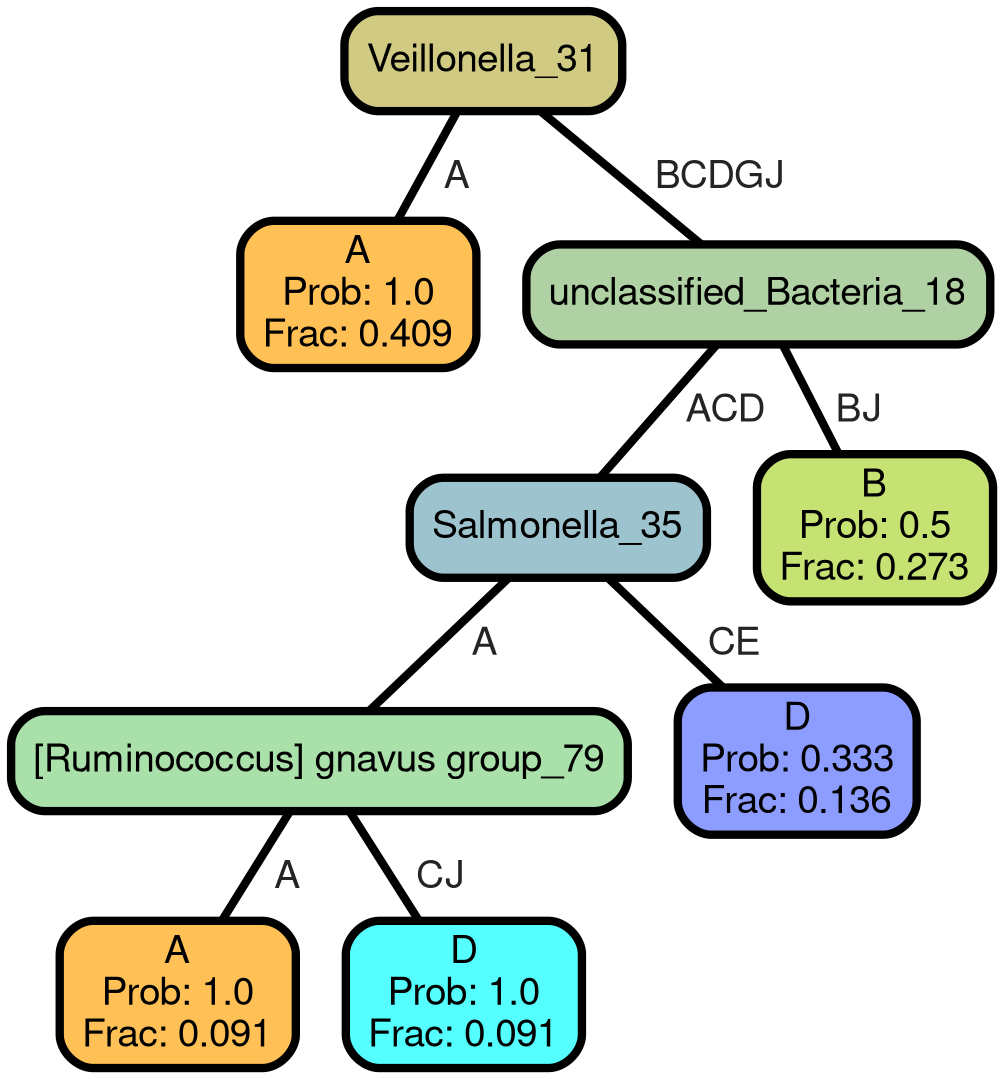 Veillonella_31
A
BCDGJ
A
Prob: 1.0
Frac: 0.409
unclassified_Bacteria_18
ACD
BJ
Salmonella_35
B
Prob: 0.5
Frac: 0.273
A
CE
[Ruminococcus] gnavus group_79
D
Prob: 0.333
Frac: 0.136
A
CJ
A
Prob: 1.0
Frac: 0.091
D
Prob: 1.0
Frac: 0.091